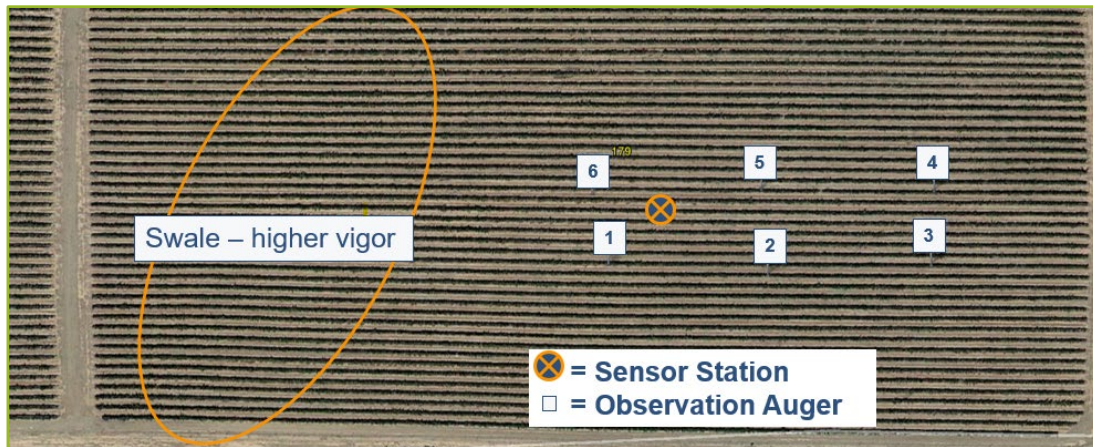 179
6
5
4
Swale – higher vigor
1
2
3
= Sensor Station
□ = Observation Auger